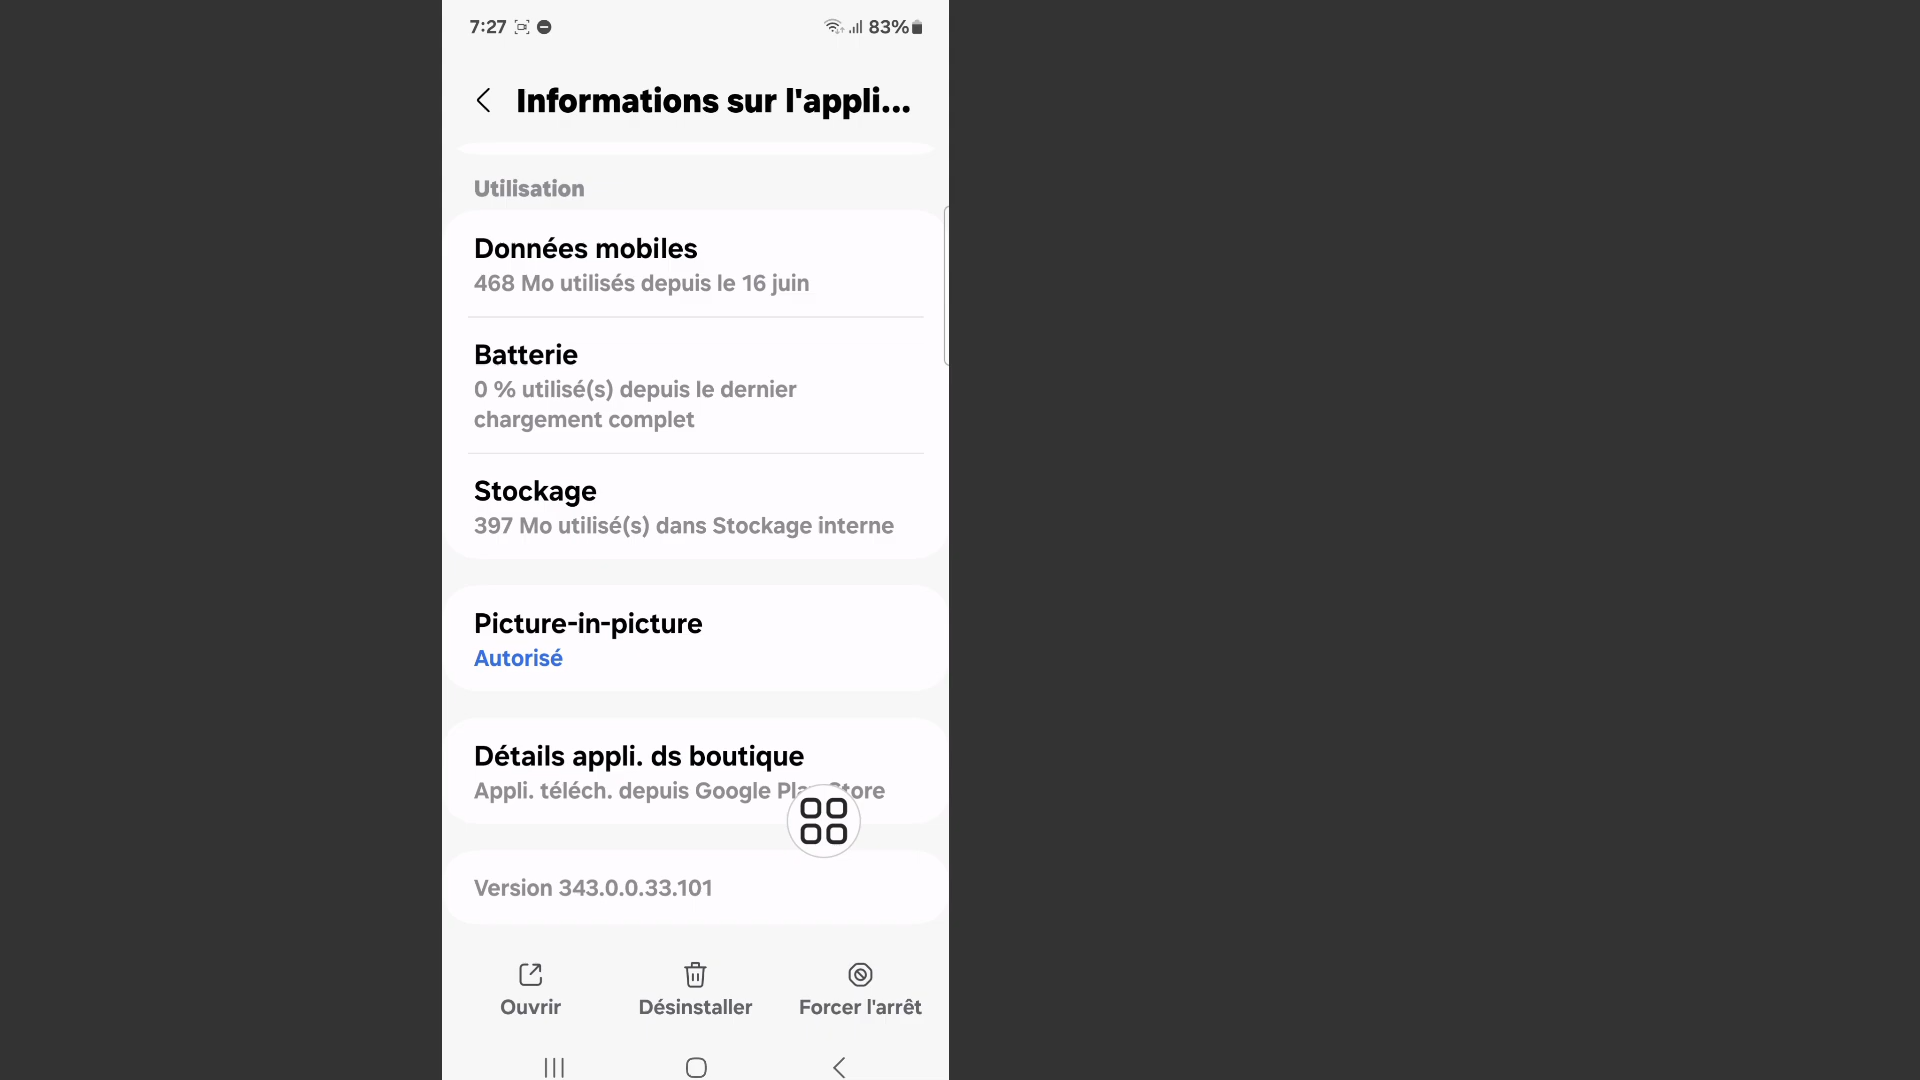 7:27
83%
Informations sur l'appli...
Utilisation
Données mobiles
468 Mo utilisés depuis le 16 juin
Batterie
0 % utilisé(s) depuis le dernier
chargement complet
Stockage
397 Mo utilisé(s) dans Stockage interne
Picture-in-picture
Autorisé
Détails appli. ds boutique
Appli. téléch. depuis Google
Version 343.0.0.33.101
Ouvrir
Désinstaller
Forcer l'arrêt